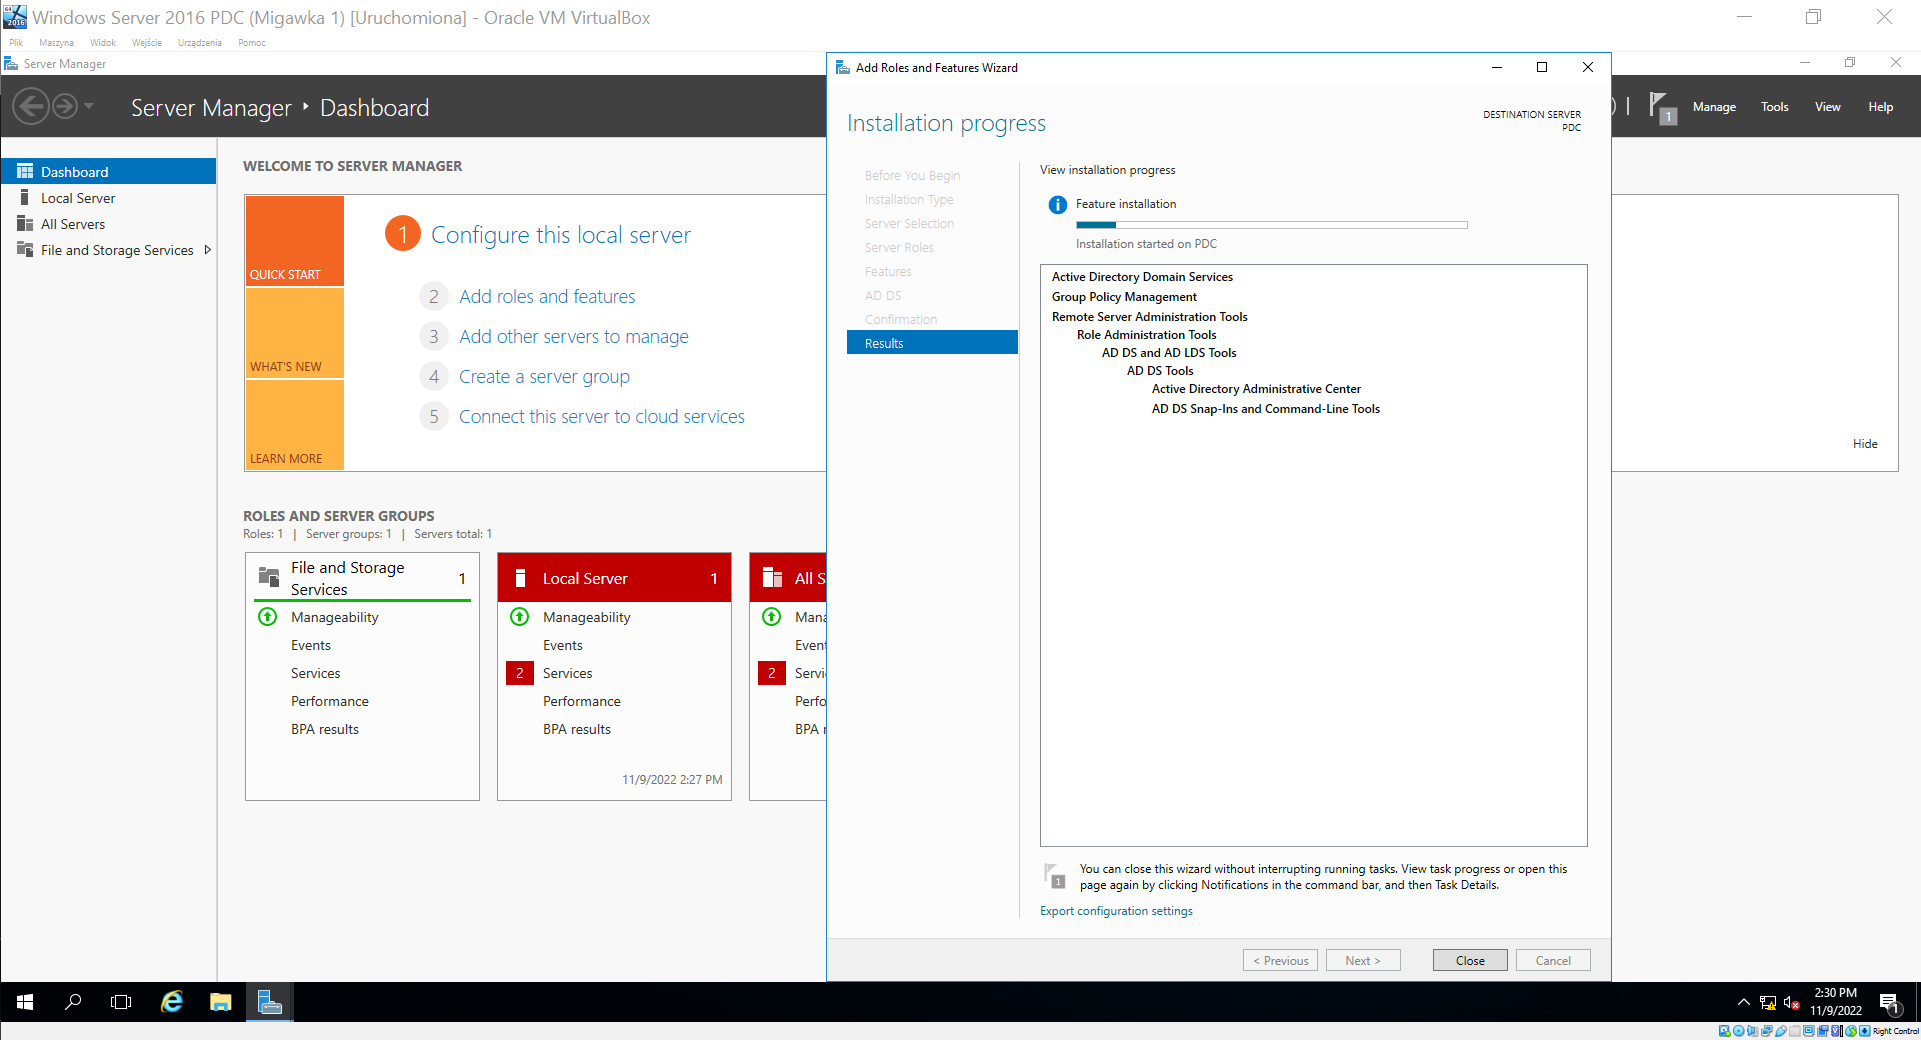 Windows Server 2016 PDC (Migawka 1) [Uruchomiona] - Oracle VM VirtualBox
Plik Maszyna Widok Wejście Urządzenia Pomoc
Server Manager
Server Manager ‣ Dashboard
1
Manage Tools View Help
Dashboard
Local Server
All Servers
File and Storage Services
WELCOME TO SERVER MANAGER
QUICK START
WHAT'S NEW
LEARN MORE
1 Configure this local server
2 Add roles and features
3 Add other servers to manage
4 Create a server group
5 Connect this server to cloud services
Hide
ROLES AND SERVER GROUPS
Roles: 1 | Server groups: 1 | Servers total: 1
File and Storage
Services
1
Manageability
Events
Services
Performance
BPA results
Local Server 1
Manageability
Events
2 Services
Performance
BPA results
11/9/2022 2:27 PM
All S
Mana
Event
2 Servi
Perfo
BPA r
Add Roles and Features Wizard
Installation progress
DESTINATION SERVER
PDC
Before You Begin
Installation Type
Server Selection
Server Roles
Features
AD DS
Confirmation
Results
View installation progress
Feature installation
Installation started on PDC
Active Directory Domain Services
Group Policy Management
Remote Server Administration Tools
Role Administration Tools
AD DS and AD LDS Tools
AD DS Tools
Active Directory Administrative Center
AD DS Snap-Ins and Command-Line Tools
1
You can close this wizard without interrupting running tasks. View task progress or open this
page again by clicking Notifications in the command bar, and then Task Details.
Export configuration settings
< Previous Next > Close Cancel
2:30 PM
11/9/2022
1
Right Control